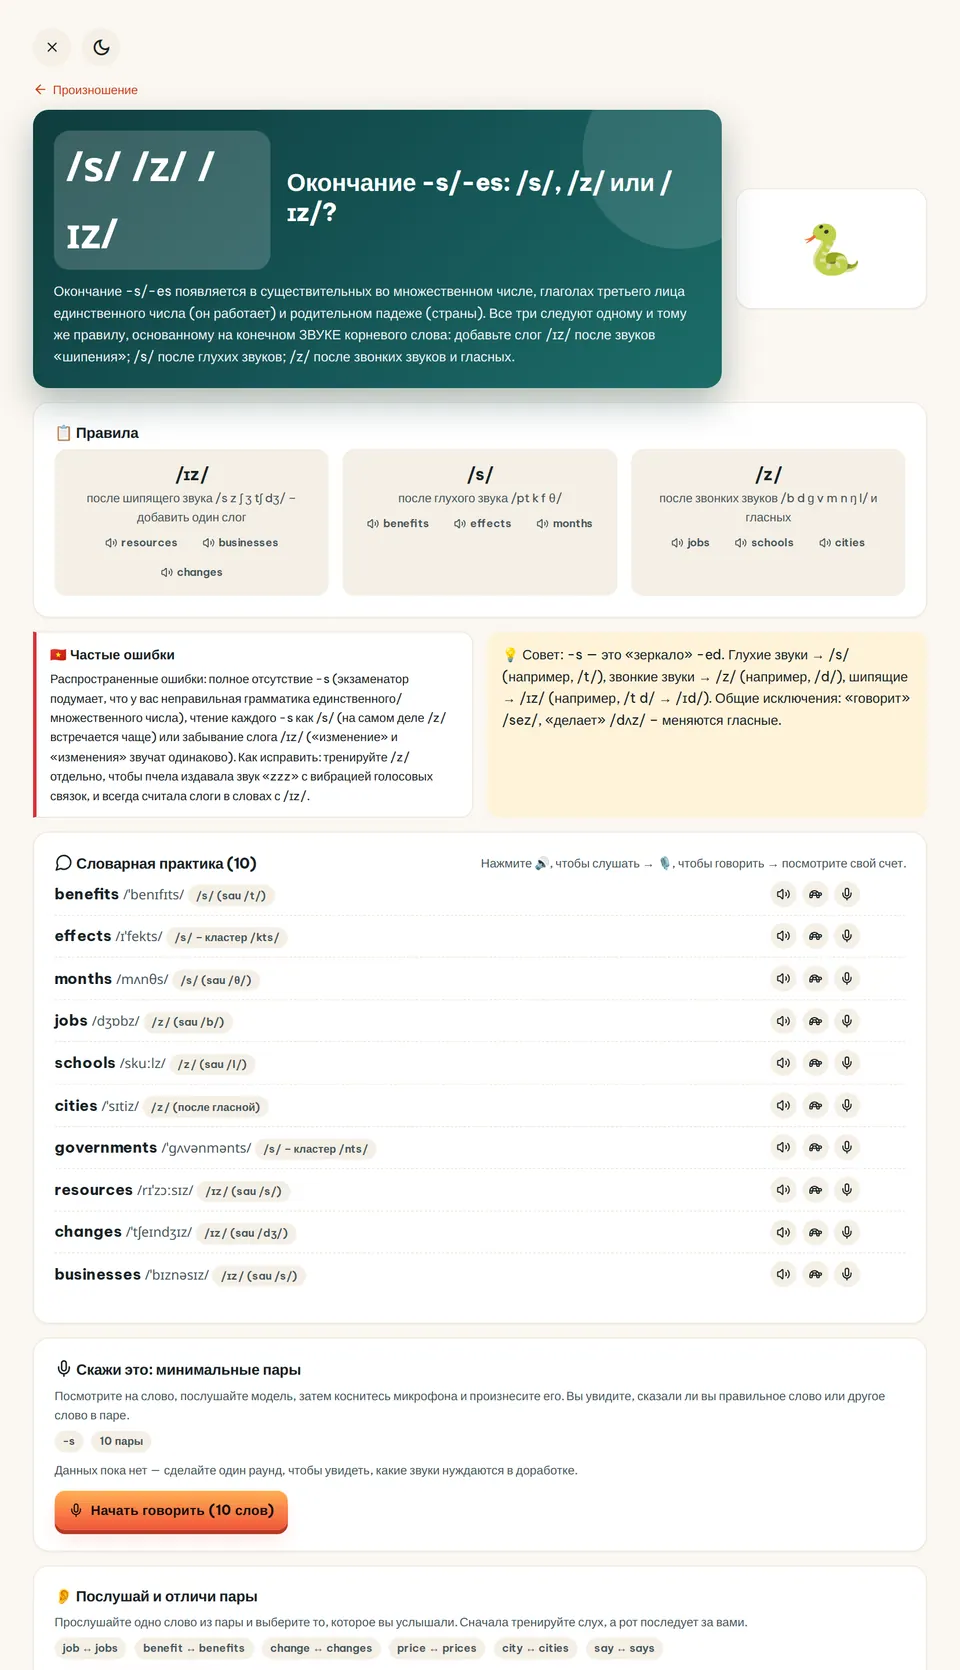 Произношение
/s/ /z/ /
ɪz/
Окончание -s/-es: /s/, /z/ или /
ɪz/?
Окончание -s/-es появляется в существительных во множественном числе, глаголах третьего лица
единственного числа (он работает) и родительном падеже (страны). Все три следуют одному и тому
же правилу, основанному на конечном ЗВУКЕ корневого слова: добавьте слог /ɪz/ после звуков
«шипения»; /s/ после глухих звуков; /z/ после звонких звуков и гласных.
📋 Правила
/ɪz/
после шипящего звука /s z ʃ ʒ tʃ dʒ/ –
добавить один слог
resources businesses
changes
/s/
после глухого звука /pt k f θ/
benefits effects months
/z/
после звонких звуков /b d g v m n ŋ l/ и
гласных
jobs schools cities
🇻🇳 Частые ошибки
Распространенные ошибки: полное отсутствие -s (экзаменатор
подумает, что у вас неправильная грамматика единственного/
множественного числа), чтение каждого -s как /s/ (на самом деле /z/
встречается чаще) или забывание слога /ɪz/ («изменение» и
«изменения» звучат одинаково). Как исправить: тренируйте /z/
отдельно, чтобы пчела издавала звук «zzz» с вибрацией голосовых
связок, и всегда считала слоги в словах с /ɪz/.
💡 Совет: -s — это «зеркало» -ed. Глухие звуки → /s/
(например, /t/), звонкие звуки → /z/ (например, /d/), шипящие
→ /ɪz/ (например, /t d/ → /ɪd/). Общие исключения: «говорит»
/sez/, «делает» /dʌz/ – меняются гласные.
Словарная практика (10)
Нажмите 🔊, чтобы слушать → 🎙️, чтобы говорить → посмотрите свой счет.
benefits /ˈbenɪfɪts/ /s/ (sau /t/)
effects /ɪˈfekts/ /s/ – кластер /kts/
months /mʌnθs/ /s/ (sau /θ/)
jobs /dʒɒbz/ /z/ (sau /b/)
schools /skuːlz/ /z/ (sau /l/)
cities /ˈsɪtiz/ /z/ (после гласной)
governments /ˈɡʌvənmənts/ /s/ – кластер /nts/
resources /rɪˈzɔːsɪz/ /ɪz/ (sau /s/)
changes /ˈtʃeɪndʒɪz/ /ɪz/ (sau /dʒ/)
businesses /ˈbɪznəsɪz/ /ɪz/ (sau /s/)
Скажи это: минимальные пары
Посмотрите на слово, послушайте модель, затем коснитесь микрофона и произнесите его. Вы увидите, сказали ли вы правильное слово или другое
слово в паре.
-s 10 пары
Данных пока нет — сделайте один раунд, чтобы увидеть, какие звуки нуждаются в доработке.
Начать говорить (10 слов)
👂 Послушай и отличи пары
Прослушайте одно слово из пары и выберите то, которое вы услышали. Сначала тренируйте слух, а рот последует за вами.
job ↔ jobs benefit ↔ benefits change ↔ changes price ↔ prices city ↔ cities say ↔ says